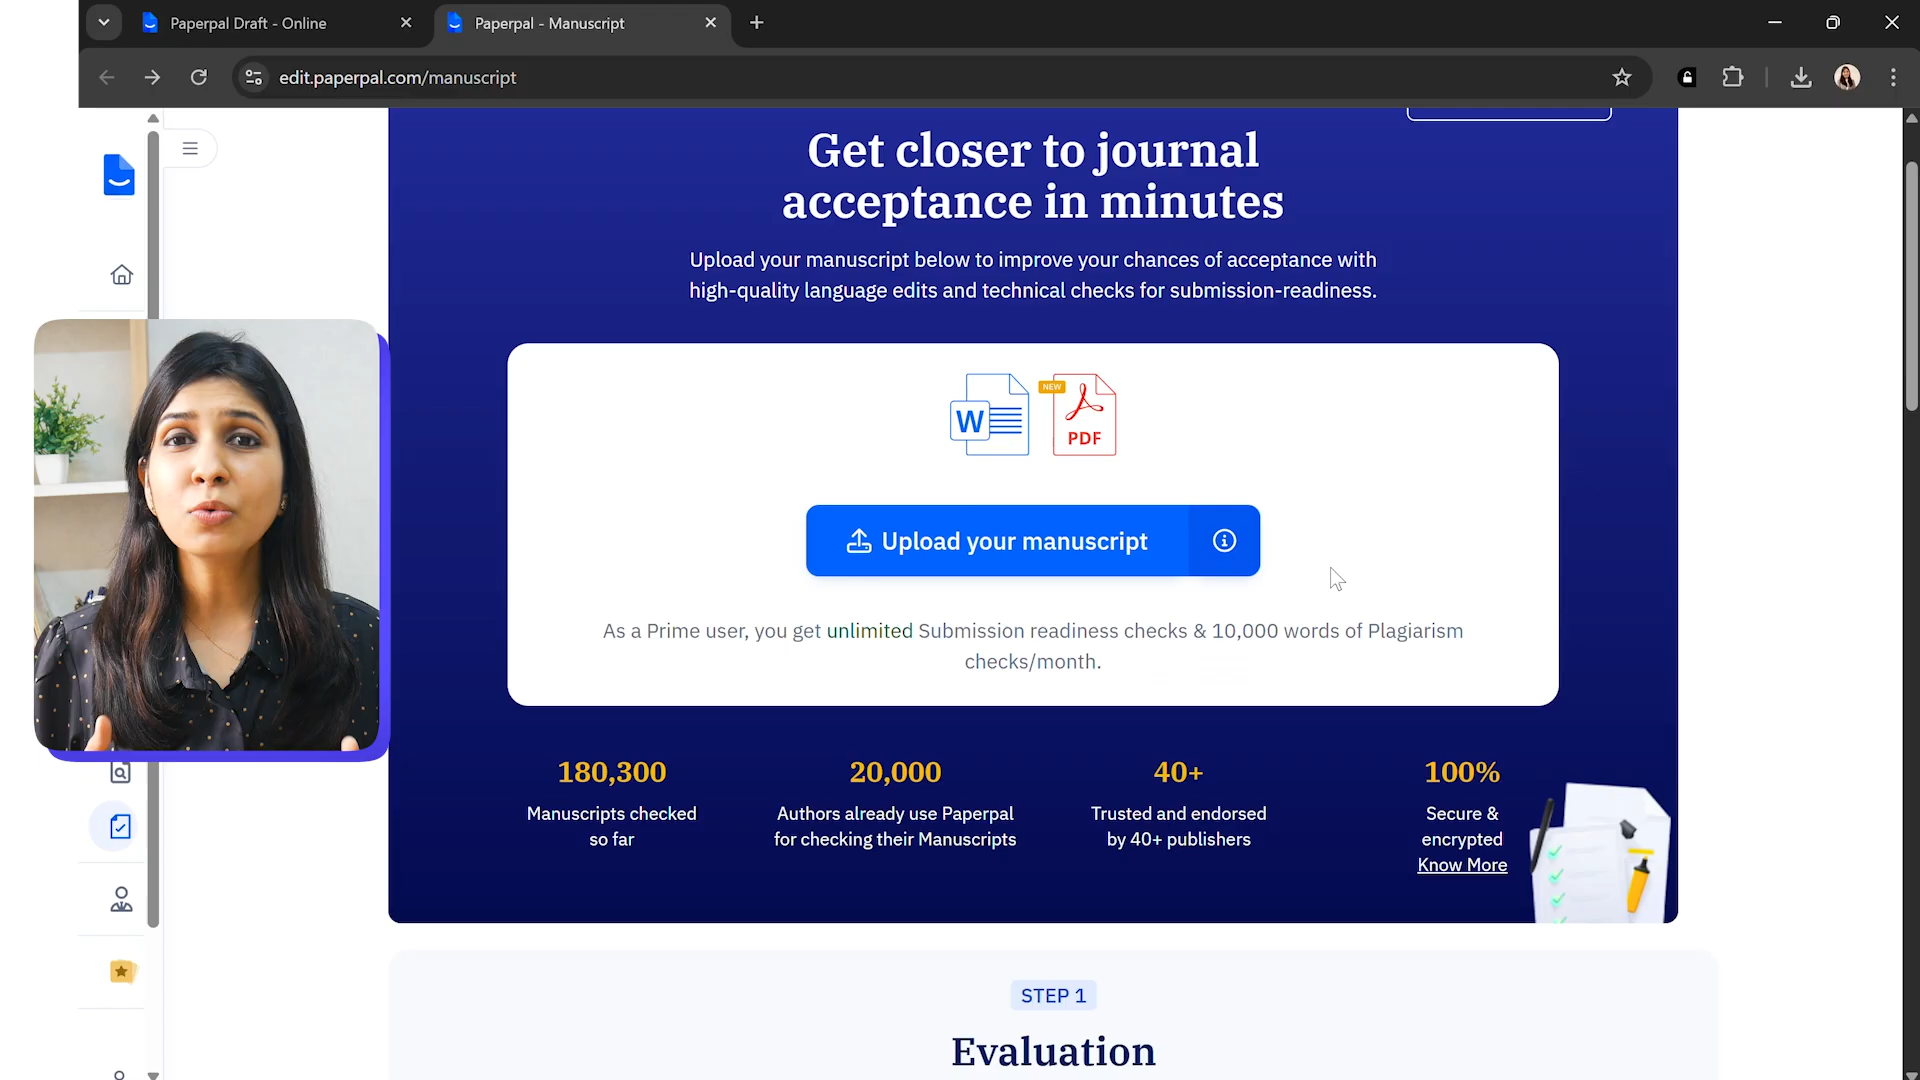 Paperpal Draft - Online
Paperpal - Manuscript
edit.paperpal.com/manuscript
Get closer to journal
acceptance in minutes
Upload your manuscript below to improve your chances of acceptance with
high-quality language edits and technical checks for submission-readiness.
W
NEW
PDF
Upload your manuscript
As a Prime user, you get unlimited Submission readiness checks & 10,000 words of Plagiarism
checks/month.
180,300
Manuscripts checked
so far
20,000
Authors already use Paperpal
for checking their Manuscripts
40+
Trusted and endorsed
by 40+ publishers
100%
Secure &
encrypted
Know More
STEP 1
Evaluation